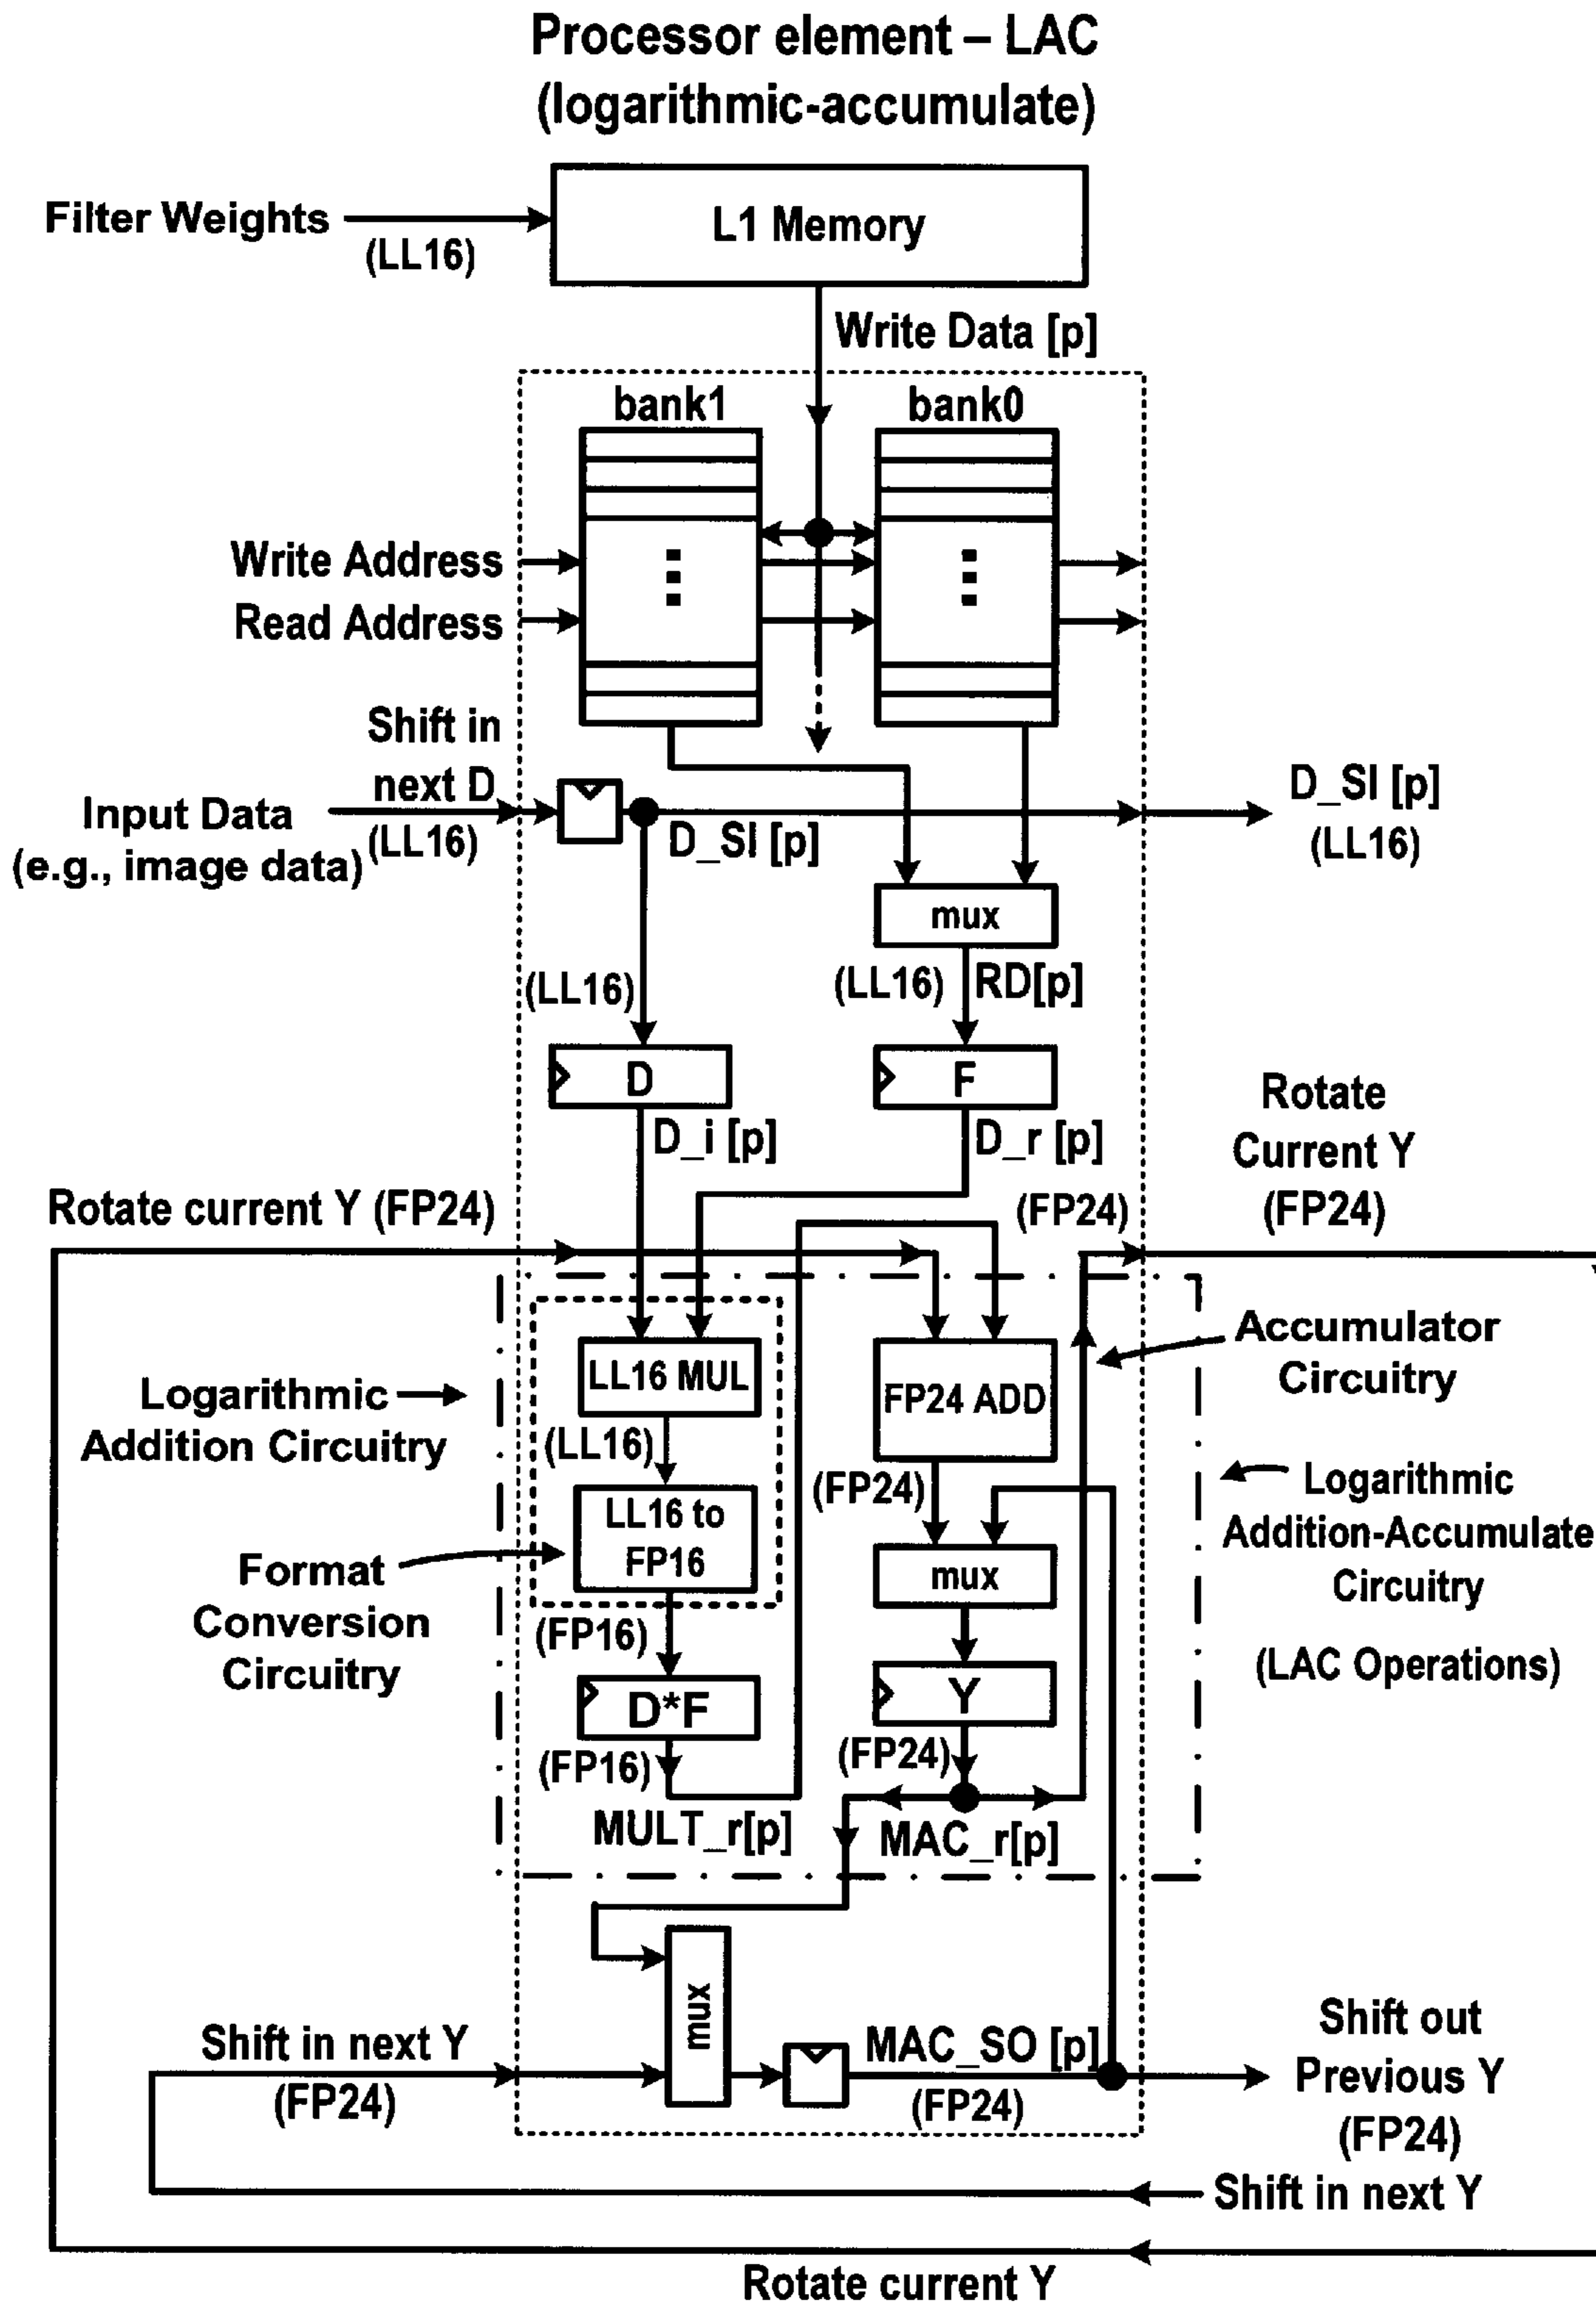 Processor element – LAC
(logarithmic-accumulate)
Filter Weights
(LL16)
L1 Memory
Write Data [p]
bank1
bank0
Write Address
Read Address
Shift in
next D
(LL16)
Input Data
(e.g., image data)
D_SI [p]
D_SI [p]
(LL16)
mux
(LL16)
(LL16)
RD[p]
D
F
D_i [p]
D_r [p]
Rotate
Current Y
(FP24)
Rotate current Y (FP24)
(FP24)
LL16 MUL
FP24 ADD
Accumulator
Circuitry
Logarithmic
Addition Circuitry
(LL16)
(FP24)
LL16 to
FP16
mux
Logarithmic
Addition-Accumulate
Circuitry
(LAC Operations)
Format
Conversion
Circuitry
(FP16)
D*F
Y
(FP16)
(FP24)
MULT_r[p]
MAC_r[p]
mux
Shift in next Y
(FP24)
MAC_SO [p]
(FP24)
Shift out
Previous Y
(FP24)
Shift in next Y
Rotate current Y